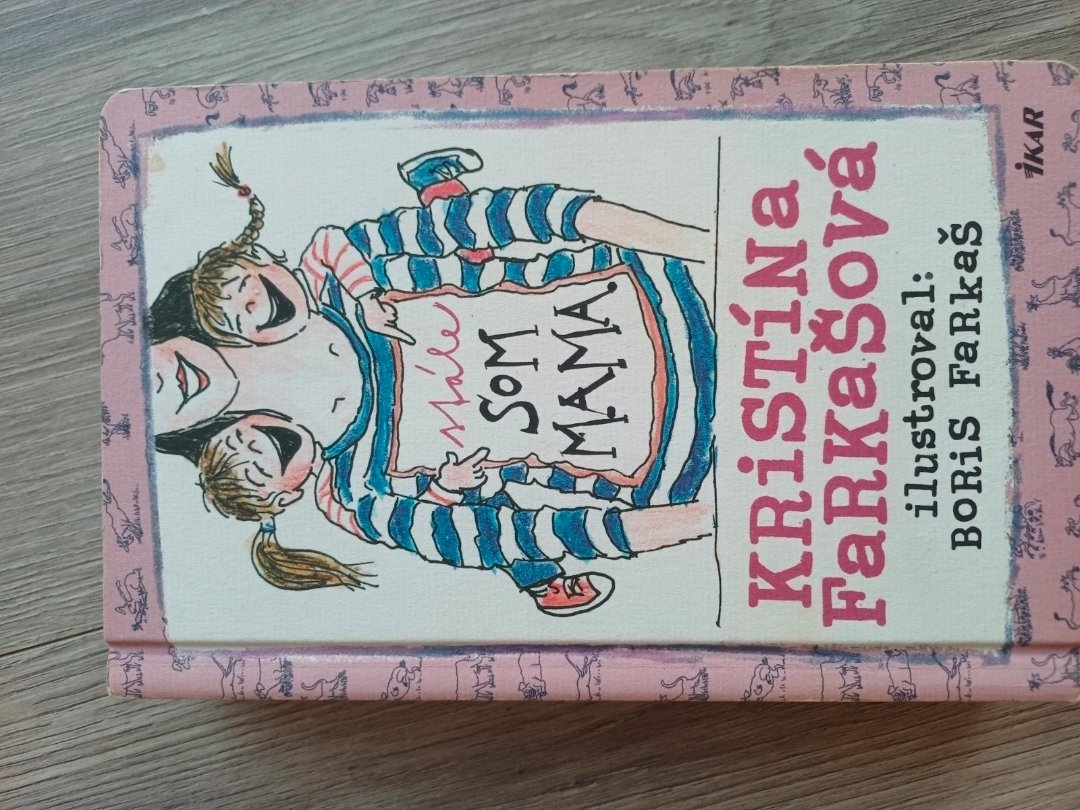 stále
SOM
MAMA.
KRiSTíNa
FaRKaŠoVá
ilustroval:
BORiS FaRKaŠ
iKAR